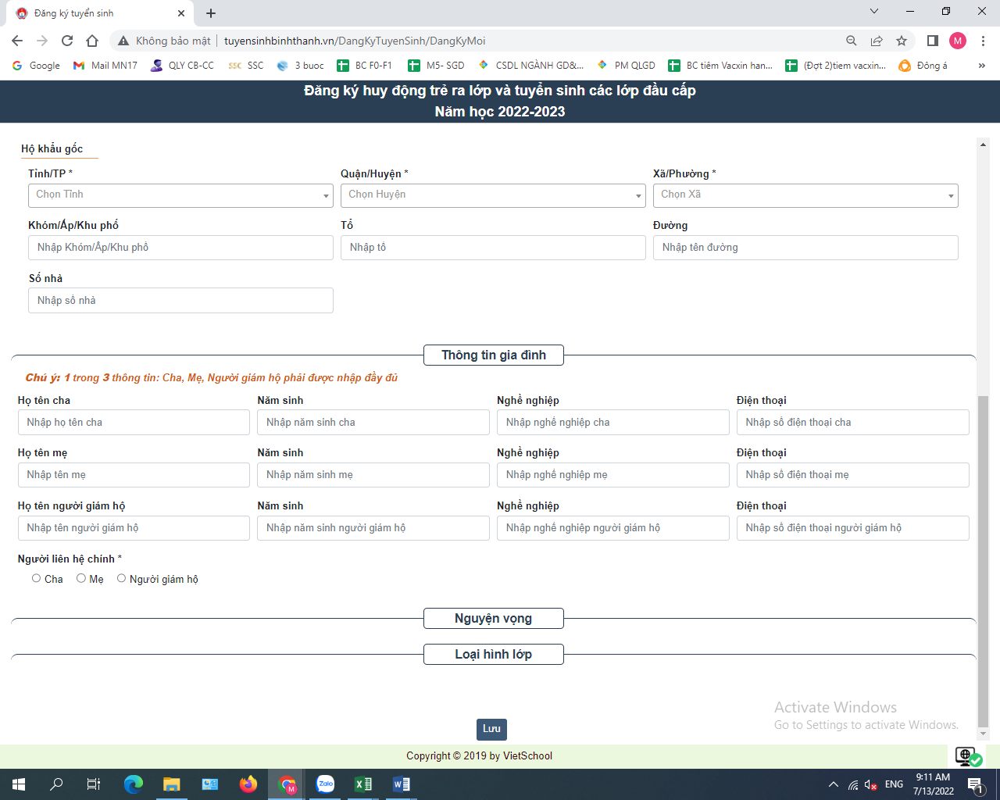 Đăng ký tuyển sinh
Không bảo mật
tuyensinhbinhthanh.vn/DangKyTuyenSinh/DangKyMoi
M
Google
Mail MN17
QLY CB-CC
SSC SSC
3 buoc
BC F0-F1
M5- SGD
CSDL NGÀNH GD&...
PM QLGD
BC tiêm Vacxin han...
(Đợt 2)tiem vacxin...
Đông á
»
Đăng ký huy động trẻ ra lớp và tuyển sinh các lớp đầu cấp
Năm học 2022-2023
Hộ khẩu gốc
Tỉnh/TP * Quận/Huyện * Xã/Phường *
Chọn Tỉnh Chọn Huyện Chọn Xã
Khóm/Ấp/Khu phố Tổ Đường
Nhập Khóm/Ấp/Khu phố Nhập tổ Nhập tên đường
Số nhà
Nhập số nhà
Thông tin gia đình
Chú ý: 1 trong 3 thông tin: Cha, Mẹ, Người giám hộ phải được nhập đầy đủ
Họ tên cha Năm sinh Nghề nghiệp Điện thoại
Nhập họ tên cha Nhập năm sinh cha Nhập nghề nghiệp cha Nhập số điện thoại cha
Họ tên mẹ Năm sinh Nghề nghiệp Điện thoại
Nhập tên mẹ Nhập năm sinh mẹ Nhập nghề nghiệp mẹ Nhập số điện thoại mẹ
Họ tên người giám hộ Năm sinh Nghề nghiệp Điện thoại
Nhập tên người giám hộ Nhập năm sinh người giám hộ Nhập nghề nghiệp người giám hộ Nhập số điện thoại người giám hộ
Người liên hệ chính *
Cha Mẹ Người giám hộ
Nguyện vọng
Loại hình lớp
Activate Windows
Go to Settings to activate Windows.
Lưu
Copyright © 2019 by VietSchool
M
Zalo
ENG
9:11 AM
7/13/2022
1